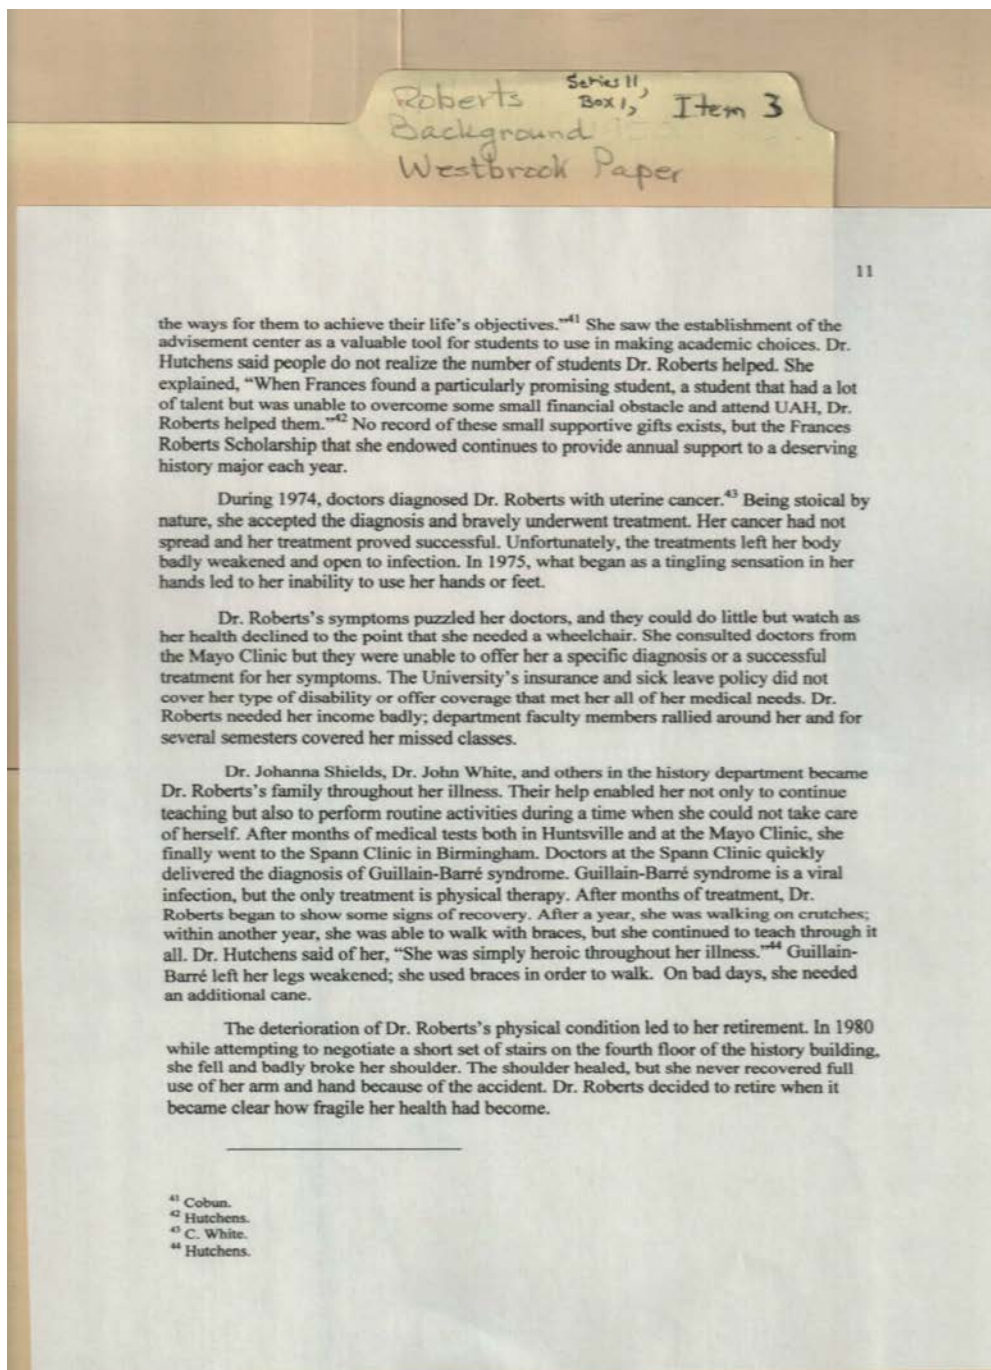 Roberts Series 11, Box 1, Item 3
Background
Westbrook Paper
11
the ways for them to achieve their life's objectives."41 She saw the establishment of the
advisement center as a valuable tool for students to use in making academic choices. Dr.
Hutchens said people do not realize the number of students Dr. Roberts helped. She
explained, "When Frances found a particularly promising student, a student that had a lot
of talent but was unable to overcome some small financial obstacle and attend UAH, Dr.
Roberts helped them."42 No record of these small supportive gifts exists, but the Frances
Roberts Scholarship that she endowed continues to provide annual support to a deserving
history major each year.
During 1974, doctors diagnosed Dr. Roberts with uterine cancer.43 Being stoical by
nature, she accepted the diagnosis and bravely underwent treatment. Her cancer had not
spread and her treatment proved successful. Unfortunately, the treatments left her body
badly weakened and open to infection. In 1975, what began as a tingling sensation in her
hands led to her inability to use her hands or feet.
Dr. Roberts's symptoms puzzled her doctors, and they could do little but watch as
her health declined to the point that she needed a wheelchair. She consulted doctors from
the Mayo Clinic but they were unable to offer her a specific diagnosis or a successful
treatment for her symptoms. The University's insurance and sick leave policy did not
cover her type of disability or offer coverage that met her all of her medical needs. Dr.
Roberts needed her income badly; department faculty members rallied around her and for
several semesters covered her missed classes.
Dr. Johanna Shields, Dr. John White, and others in the history department became
Dr. Roberts's family throughout her illness. Their help enabled her not only to continue
teaching but also to perform routine activities during a time when she could not take care
of herself. After months of medical tests both in Huntsville and at the Mayo Clinic, she
finally went to the Spann Clinic in Birmingham. Doctors at the Spann Clinic quickly
delivered the diagnosis of Guillain-Barré syndrome. Guillain-Barré syndrome is a viral
infection, but the only treatment is physical therapy. After months of treatment, Dr.
Roberts began to show some signs of recovery. After a year, she was walking on crutches;
within another year, she was able to walk with braces, but she continued to teach through it
all. Dr. Hutchens said of her, "She was simply heroic throughout her illness."44 Guillain-
Barré left her legs weakened; she used braces in order to walk. On bad days, she needed
an additional cane.
The deterioration of Dr. Roberts's physical condition led to her retirement. In 1980
while attempting to negotiate a short set of stairs on the fourth floor of the history building,
she fell and badly broke her shoulder. The shoulder healed, but she never recovered full
use of her arm and hand because of the accident. Dr. Roberts decided to retire when it
became clear how fragile her health had become.
41 Cobun.
42 Hutchens.
43 C. White.
44 Hutchens.